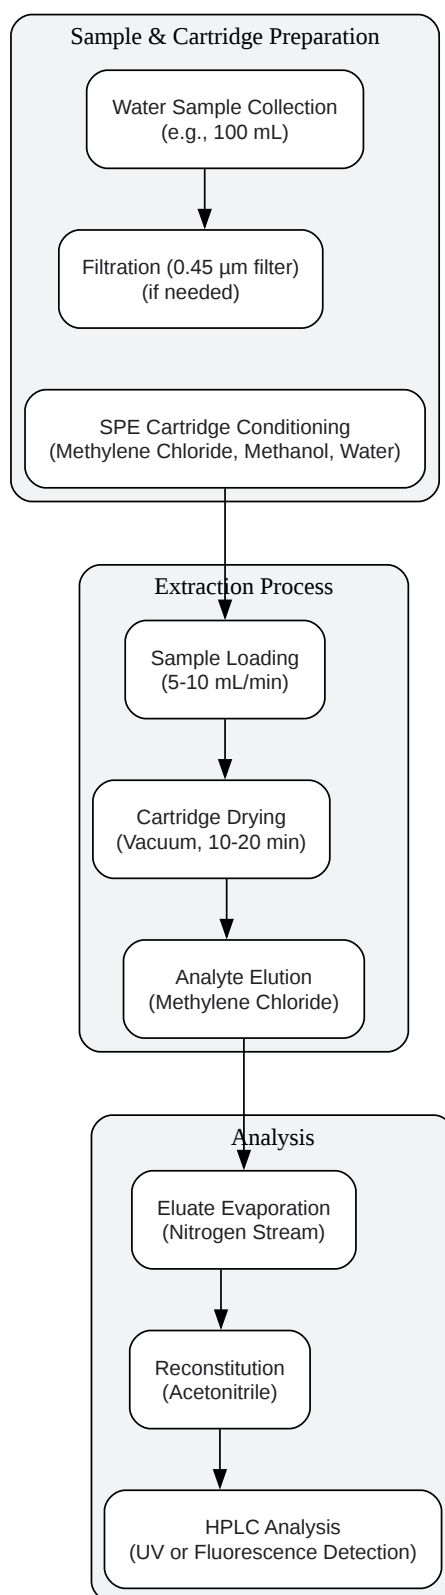 Sample & Cartridge Preparation
Water Sample Collection
(e.g., 100 mL)
Filtration (0.45 µm filter)
(if needed)
SPE Cartridge Conditioning
(Methylene Chloride, Methanol, Water)
Extraction Process
Sample Loading
(5-10 mL/min)
Cartridge Drying
(Vacuum, 10-20 min)
Analyte Elution
(Methylene Chloride)
Analysis
Eluate Evaporation
(Nitrogen Stream)
Reconstitution
(Acetonitrile)
HPLC Analysis
(UV or Fluorescence Detection)